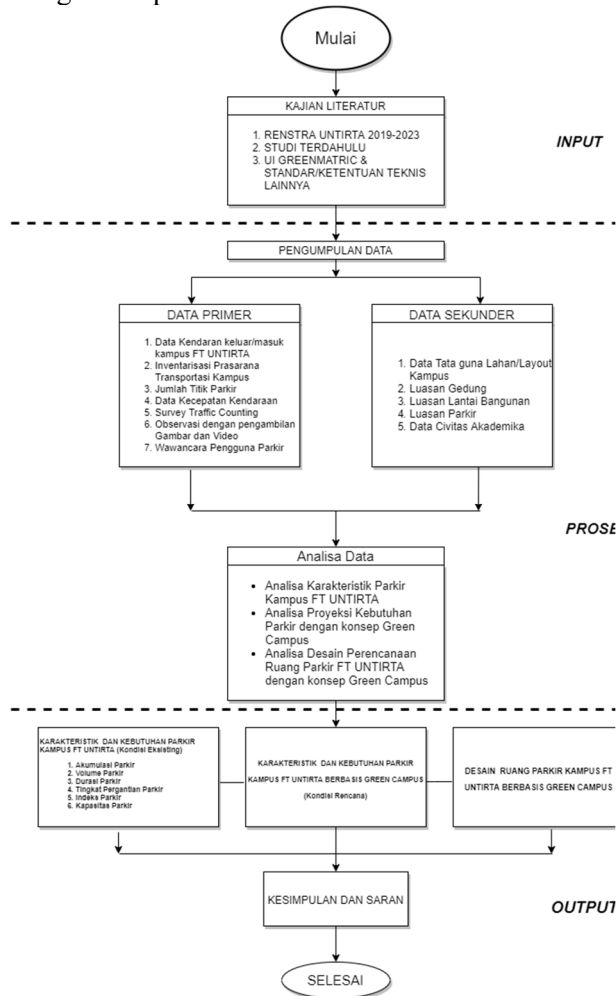 Mulai
KAJIAN LITERATUR
1. RENSTRA UNTIRTA 2019-2023
2. STUDI TERDAHULU
3. UI GREENMATRIC &
STANDAR/KETENTUAN TEKNIS
LAINNYA
INPUT
PENGUMPULAN DATA
DATA PRIMER
1. Data Kendaran keluar/masuk
kampus FT UNTIRTA
2. Inventarisasi Prasarana
Transportasi Kampus
3. Jumlah Titik Parkir
4. Data Kecepatan Kendaraan
5. Survey Traffic Counting
6. Observasi dengan pengambilan
Gambar dan Video
7. Wawancara Pengguna Parkir
DATA SEKUNDER
1. Data Tata guna Lahan/Layout
Kampus
2. Luasan Gedung
3. Luasan Lantai Bangunan
4. Luasan Parkir
5. Data Civitas Akademika
PROSE
Analisa Data
• Analisa Karakteristik Parkir
Kampus FT UNTIRTA
• Analisa Proyeksi Kebutuhan
Parkir dengan konsep Green
Campus
• Analisa Desain Perencanaan
Ruang Parkir FT UNTIRTA
dengan konsep Green Campus
KARAKTERISTIK DAN KEBUTUHAN PARKIR
KAMPUS FT UNTIRTA (Kondisi Eksisting)
1. Akumulasi Parkir
2. Volume Parkir
3. Durasi Parkir
4. Tingkat Pergantian Parkir
5. Indeks Parkir
6. Kapasitas Parkir
KARAKTERISTIK DAN KEBUTUHAN PARKIR
KAMPUS FT UNTIRTA BERBASIS GREEN CAMPUS
(Kondisi Rencana)
DESAIN RUANG PARKIR KAMPUS FT
UNTIRTA BERBASIS GREEN CAMPUS
KESIMPULAN DAN SARAN
OUTPUT
SELESAI